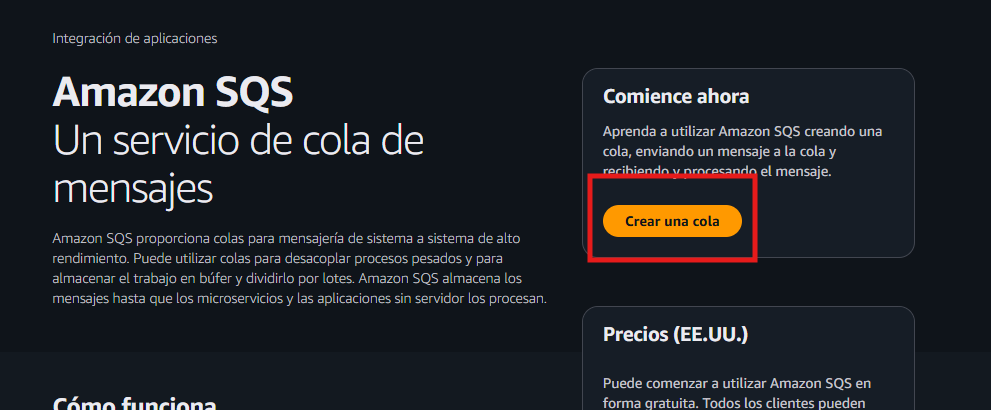 Integración de aplicaciones
Amazon SQS
Un servicio de cola de
mensajes
Amazon SQS proporciona colas para mensajería de sistema a sistema de alto
rendimiento. Puede utilizar colas para desacoplar procesos pesados y para
almacenar el trabajo en búfer y dividirlo por lotes. Amazon SQS almacena los
mensajes hasta que los microservicios y las aplicaciones sin servidor los procesan.
Cómo funciona
Comience ahora
Aprenda a utilizar Amazon SQS creando una
cola, enviando un mensaje a la cola y
recibiendo y procesando el mensaje.
Crear una cola
Precios (EE.UU.)
Puede comenzar a utilizar Amazon SQS en
forma gratuita. Todos los clientes pueden